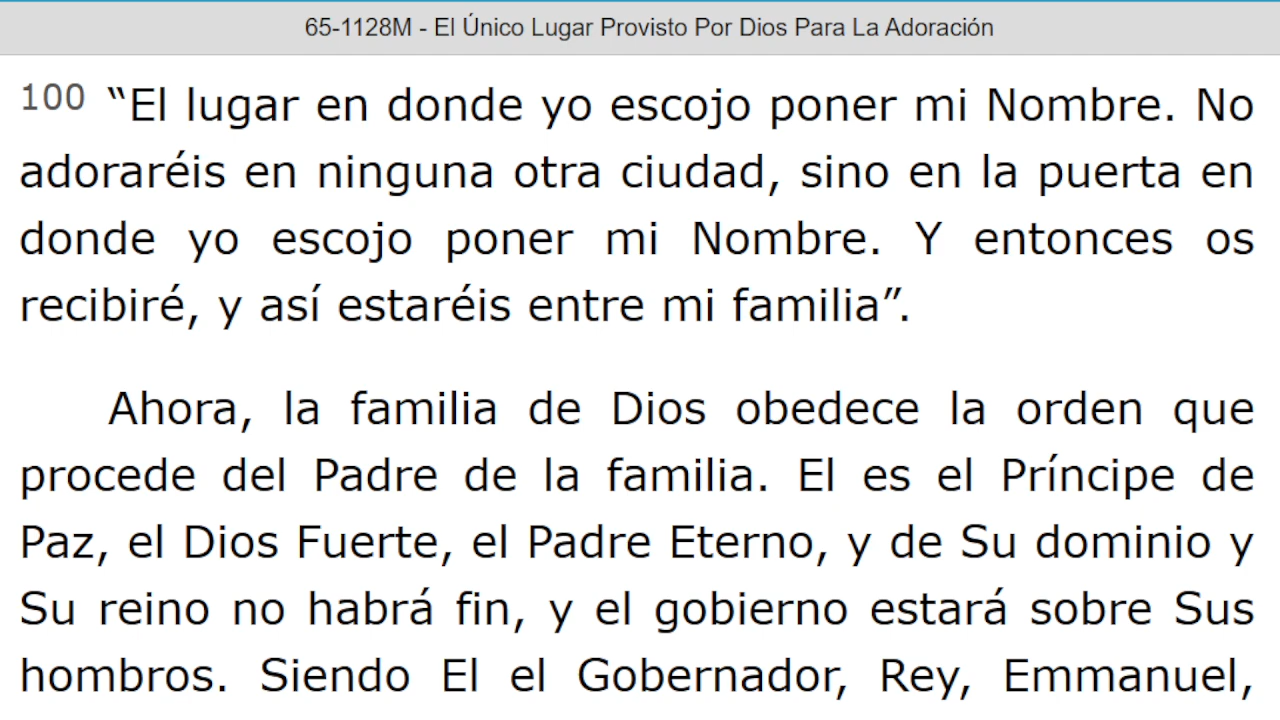 65-1128M - El Único Lugar Provisto Por Dios Para La Adoración
100 “El lugar en donde yo escojo poner mi Nombre. No
adoraréis en ninguna otra ciudad, sino en la puerta en
donde yo escojo poner mi Nombre. Y entonces os
recibiré, y así estaréis entre mi familia”.
Ahora, la familia de Dios obedece la orden que
procede del Padre de la familia. El es el Príncipe de
Paz, el Dios Fuerte, el Padre Eterno, y de Su dominio y
Su reino no habrá fin, y el gobierno estará sobre Sus
hombros. Siendo El el Gobernador, Rey, Emmanuel,